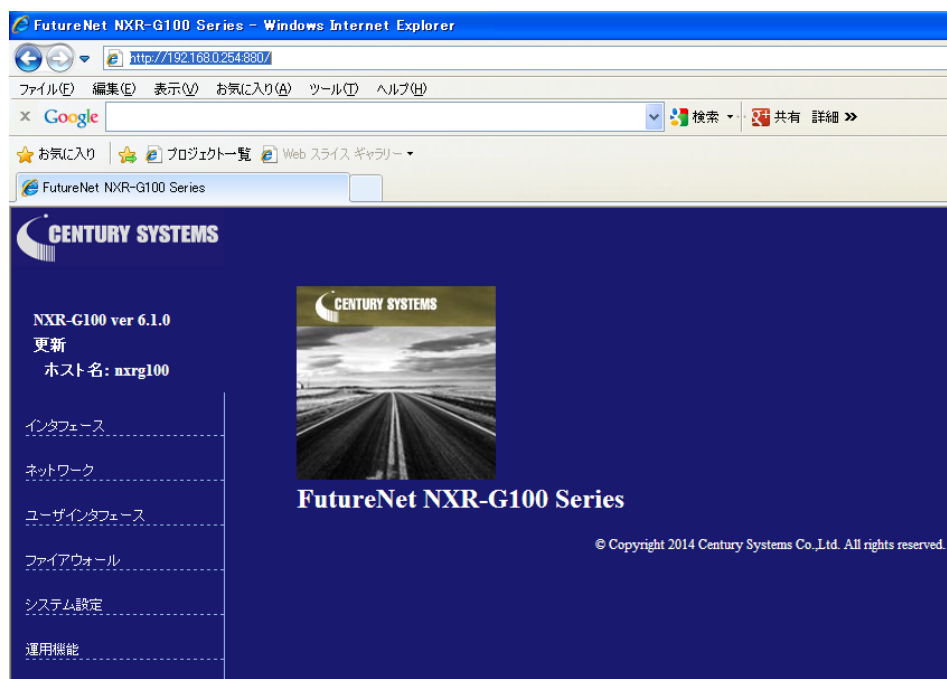 FutureNet NXR-G100 Series - Windows Internet Explorer
http://192.168.0.254:880/
ファイル(F) 編集(E) 表示(V) お気に入り(A) ツール(T) ヘルプ(H)
x Google 検索 共有 詳細 »
お気に入り プロジェクト一覧 Web スライス ギャラリー
FutureNet NXR-G100 Series
CENTURY SYSTEMS
CENTURY SYSTEMS
NXR-G100 ver 6.1.0
更新
ホスト名: nxrg100
インタフェース
ネットワーク
ユーザインタフェース
ファイアウォール
システム設定
運用機能
FutureNet NXR-G100 Series
© Copyright 2014 Century Systems Co.,Ltd. All rights reserved.